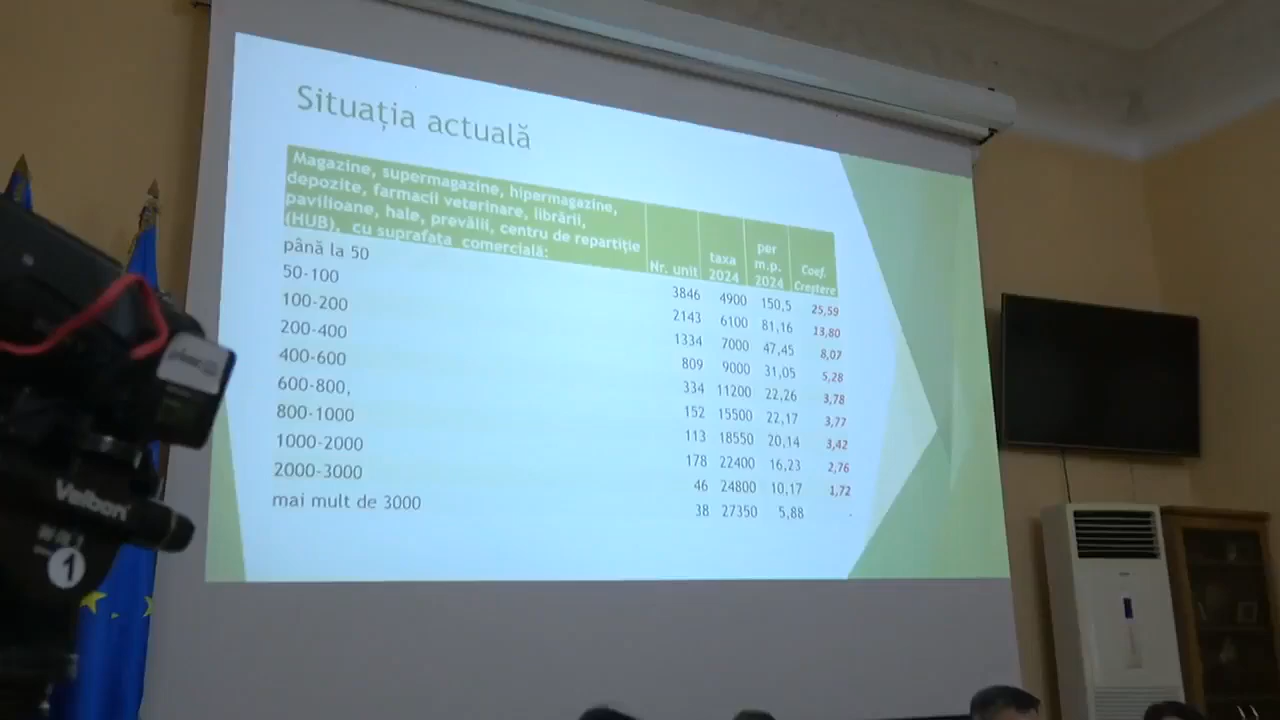 Situația actuală
Magazine, supermagazine, hipermagazine,
depozite, farmacii veterinare, librării,
pavilioane, hale, prevălii, centru de repartiție
(HUB), cu suprafața comercială:
Nr. unit
taxa
2024
per
m.p.
2024
Coef.
Creștere
până la 50 3846 4900 150,5 25,59
50-100 2143 6100 81,16 13,80
100-200 1334 7000 47,45 8,07
200-400 809 9000 31,05 5,28
400-600 334 11200 22,26 3,78
600-800, 152 15500 22,17 3,77
800-1000 113 18550 20,14 3,42
1000-2000 178 22400 16,23 2,76
2000-3000 46 24800 10,17 1,72
mai mult de 3000 38 27350 5,88 .
Velbon
1